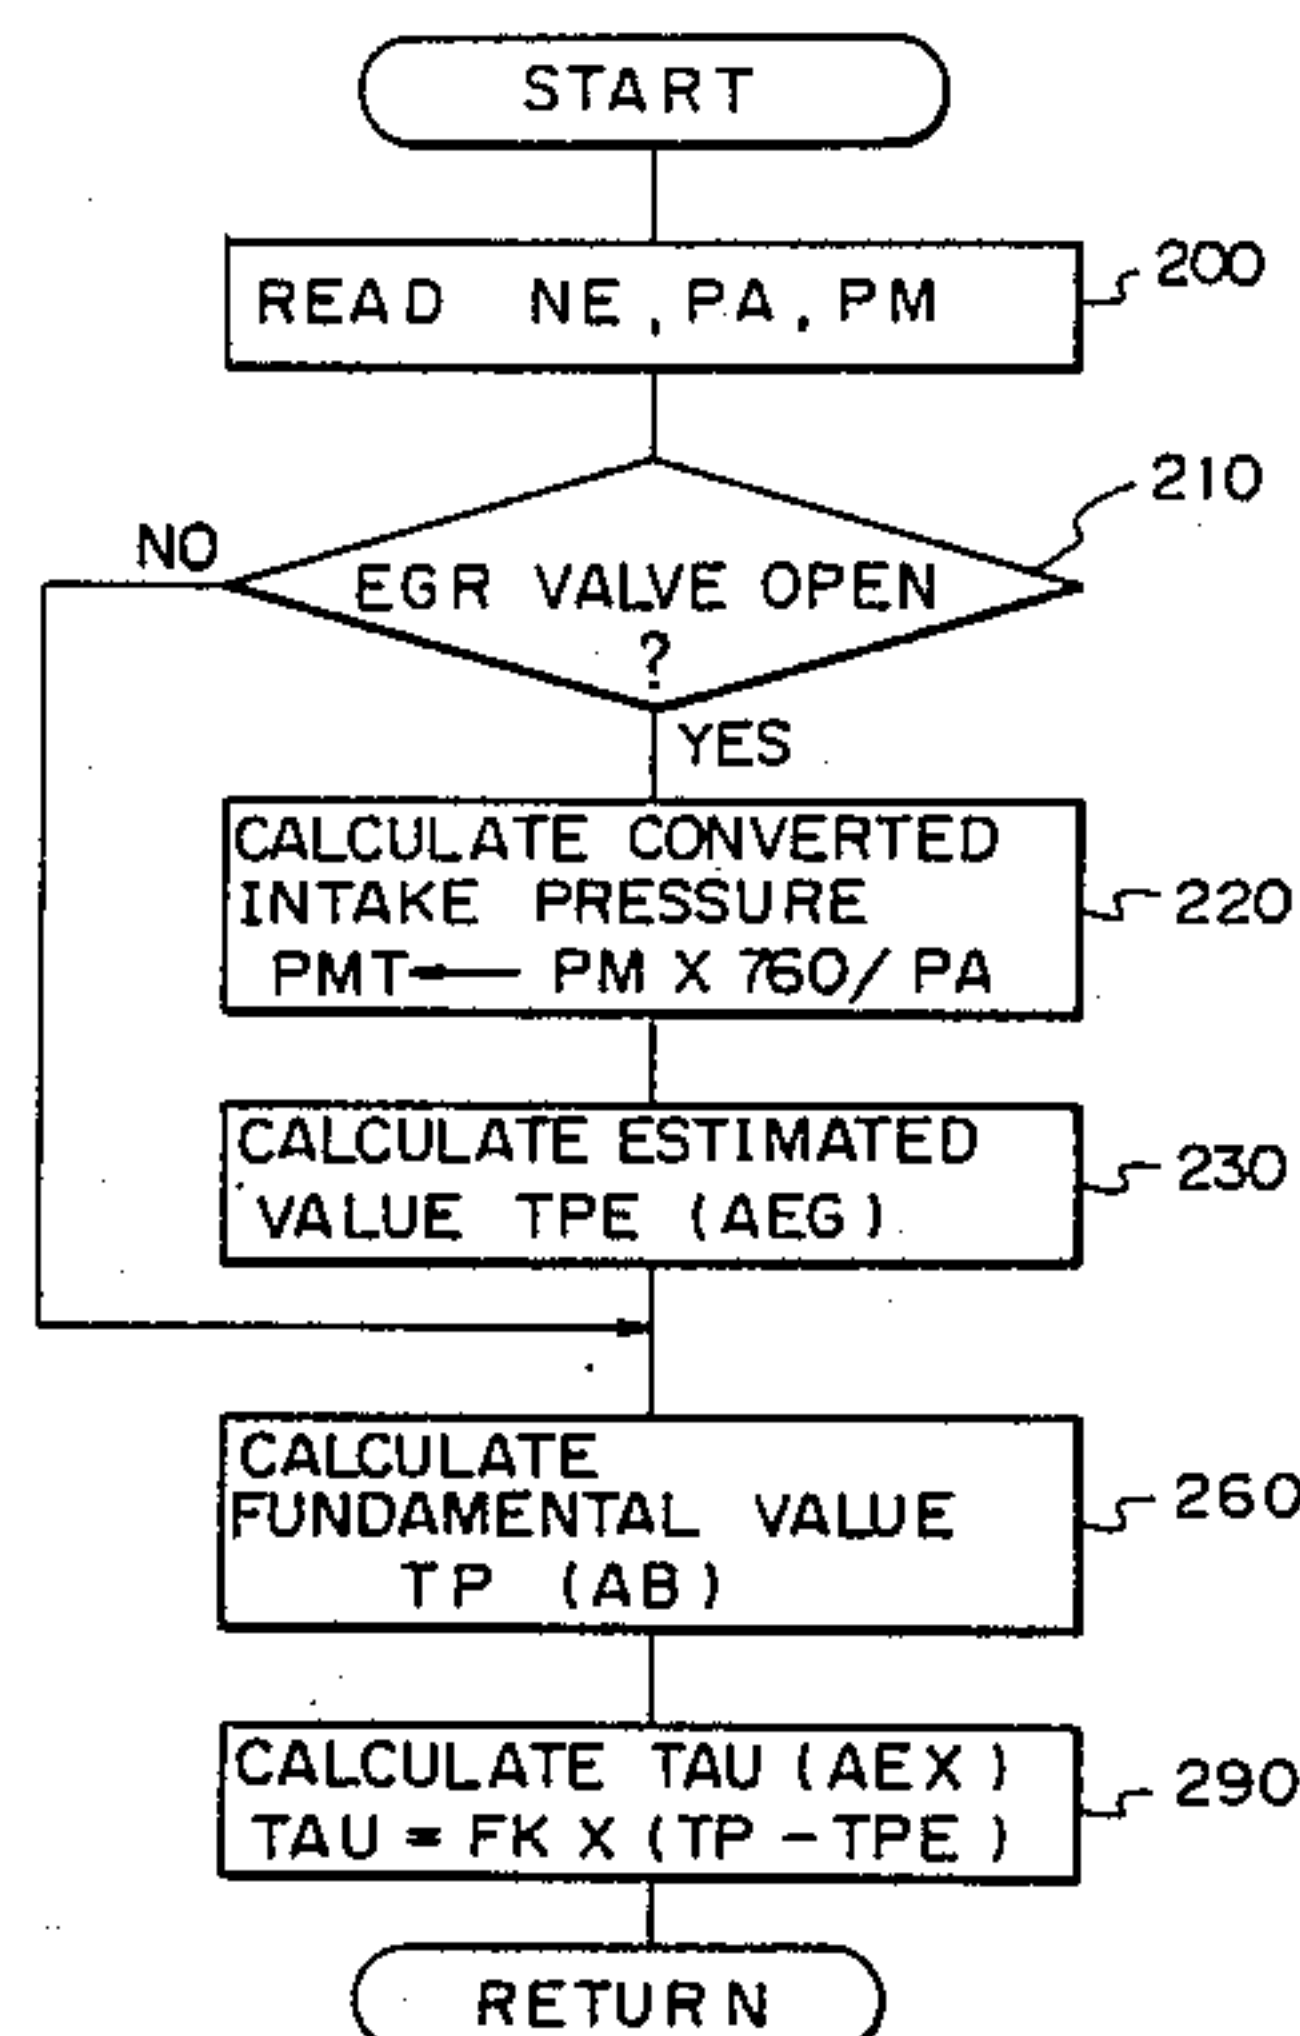 START
READ NE, PA, PM
200
210
NO
EGR VALVE OPEN
?
YES
CALCULATE CONVERTED
INTAKE PRESSURE
PMT ← PM X 760/PA
220
CALCULATE ESTIMATED
VALUE TPE (AEG)
230
CALCULATE
FUNDAMENTAL VALUE
TP (AB)
260
CALCULATE TAU (AEX)
TAU = FK X (TP - TPE)
290
RETURN